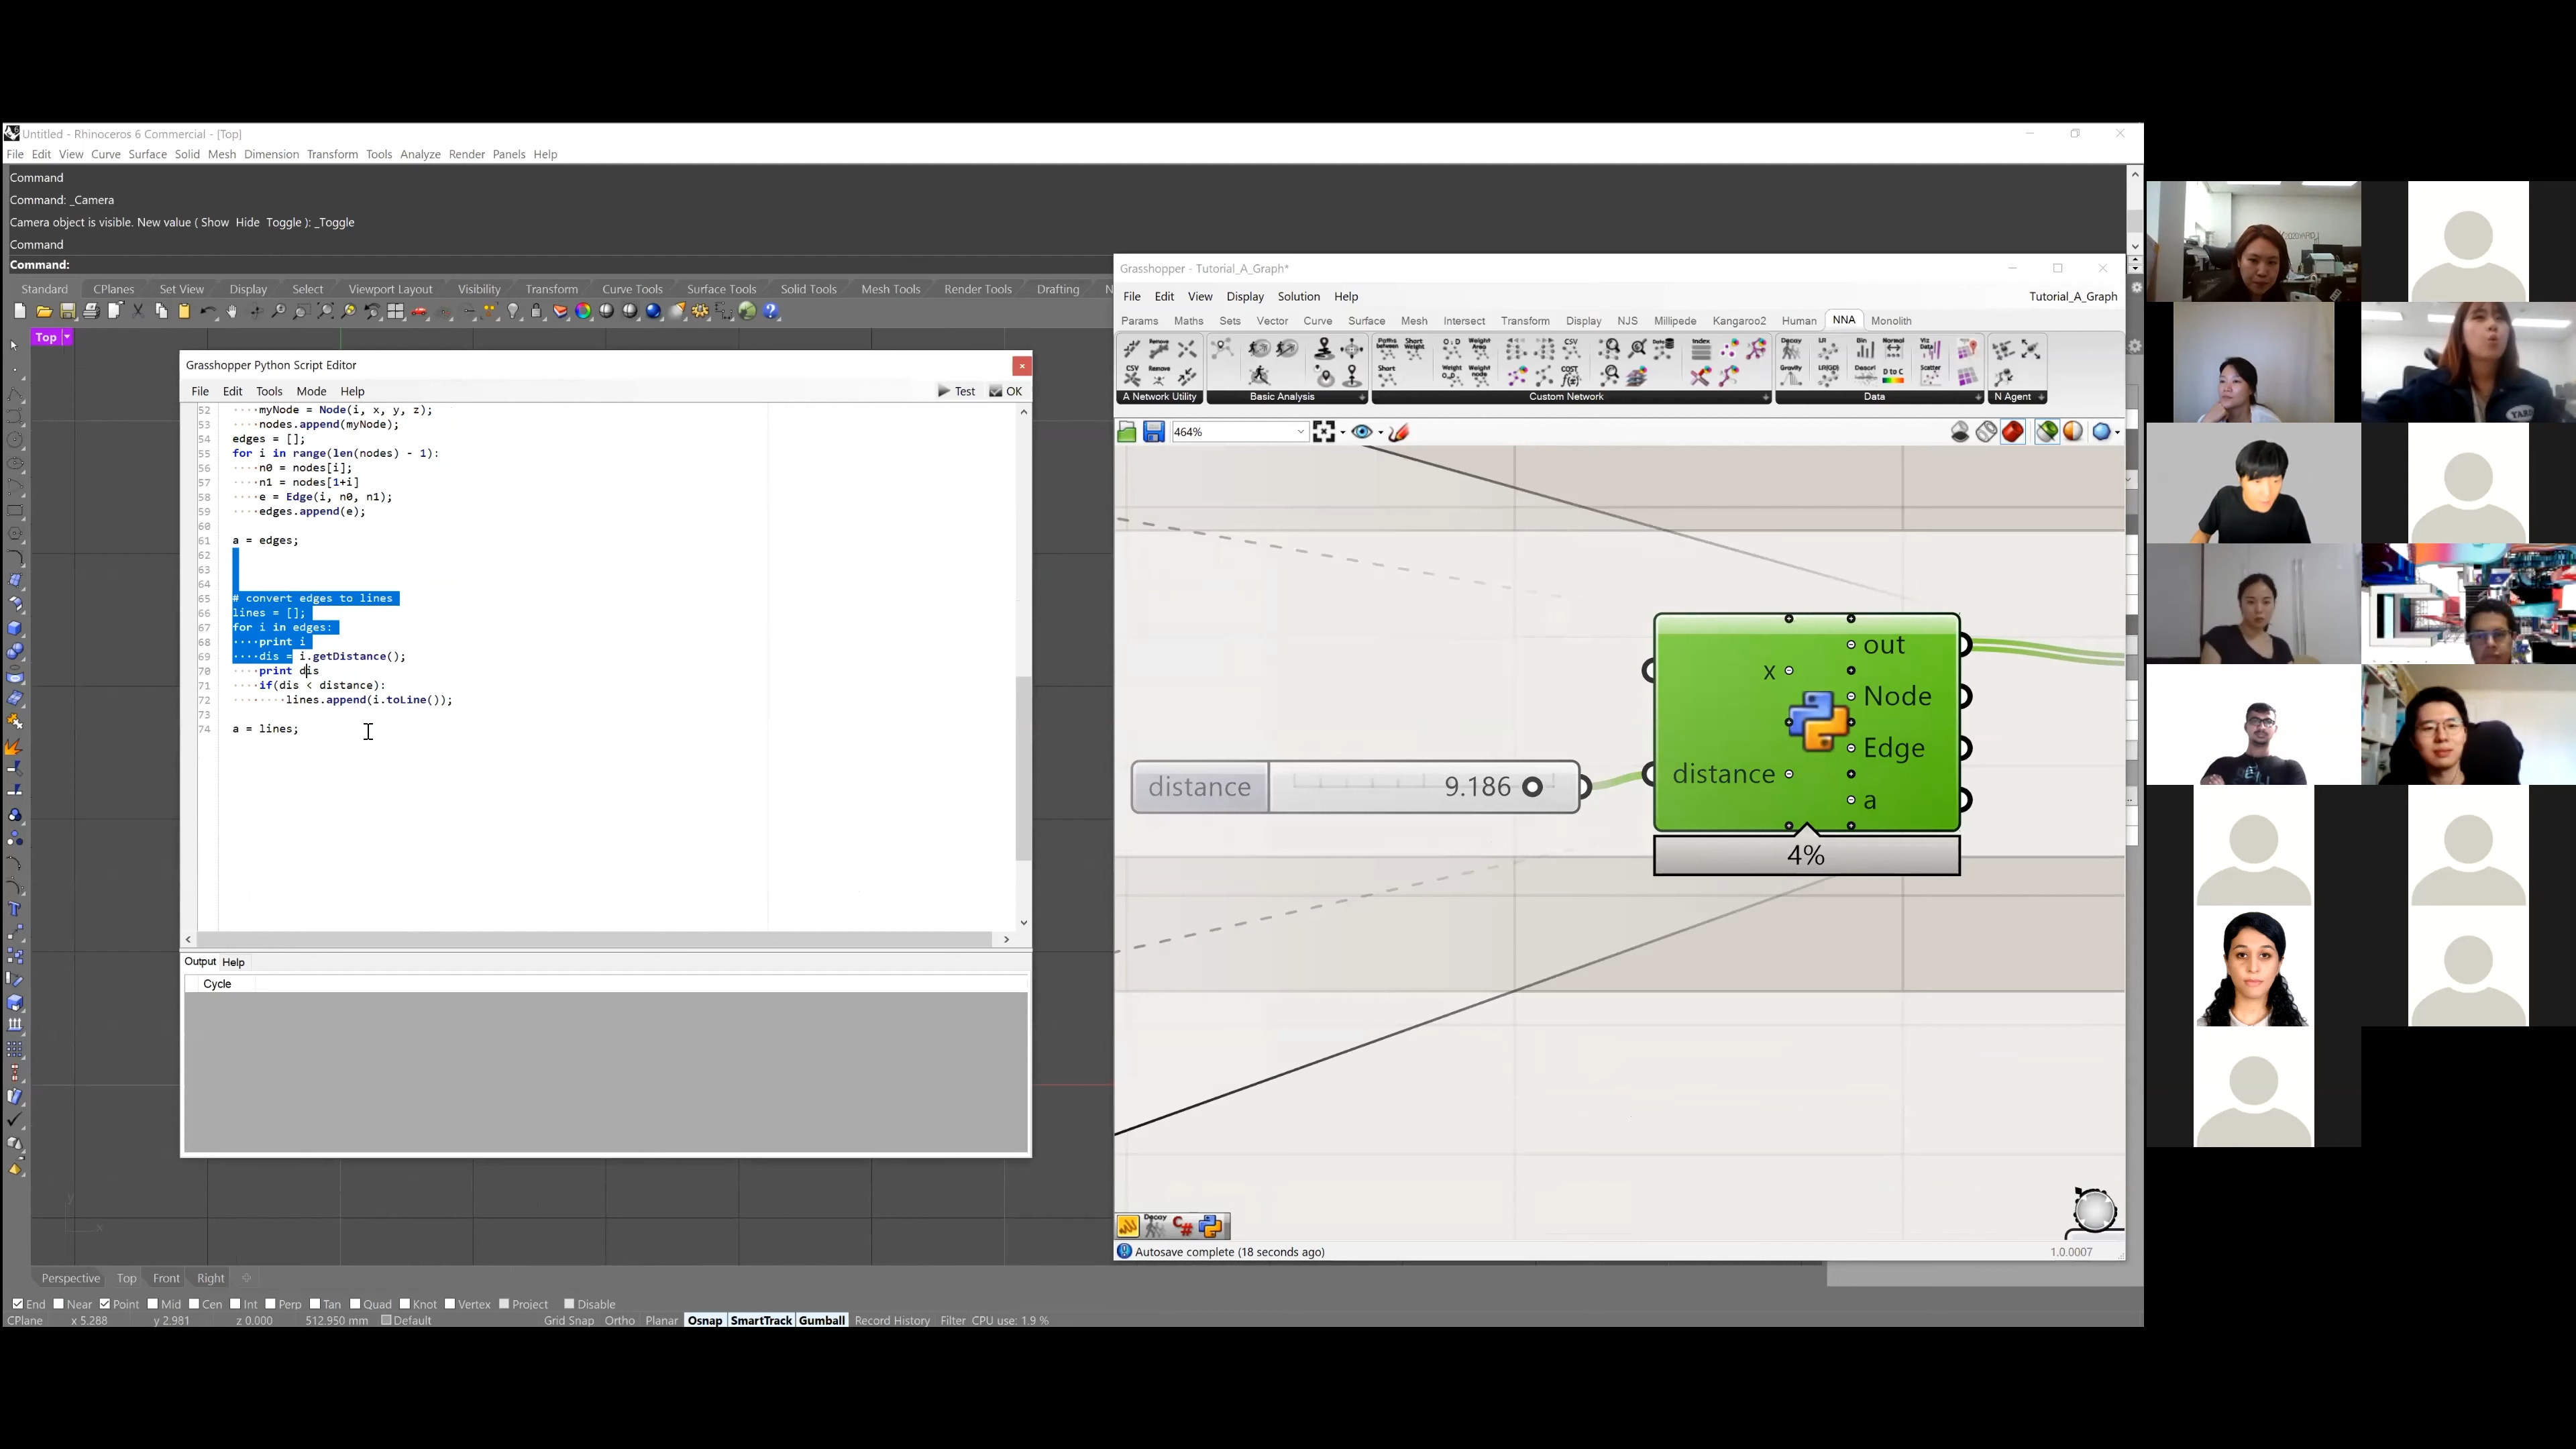 Untitled - Rhinoceros 6 Commercial - [Top]
File Edit View Curve Surface Solid Mesh Dimension Transform Tools Analyze Render Panels Help
Command
Command: _Camera
Camera object is visible. New value ( Show Hide Toggle ): _Toggle
Command
Command:
Standard CPlanes Set View Display Select Viewport Layout Visibility Transform Curve Tools Surface Tools Solid Tools Mesh Tools Render Tools Drafting N
Top
Grasshopper Python Script Editor
File Edit Tools Mode Help
Test OK
52 ····myNode = Node(i, x, y, z);
53 ····nodes.append(myNode);
54 edges = [];
55 for i in range(len(nodes) - 1):
56 ····n0 = nodes[i];
57 ····n1 = nodes[1+i]
58 ····e = Edge(i, n0, n1);
59 ····edges.append(e);
60
61 a = edges;
62
63
64
65 # convert edges to lines
66 lines = [];
67 for i in edges:
68 ····print i
69 ····dis = i.getDistance();
70 ····print dis
71 ····if(dis < distance):
72 ········lines.append(i.toLine());
73
74 a = lines;
Output Help
Cycle
Grasshopper - Tutorial_A_Graph*
File Edit View Display Solution Help
Tutorial_A_Graph
Params Maths Sets Vector Curve Surface Mesh Intersect Transform Display NJS Millipede Kangaroo2 Human NNA Monolith
A Network Utility Basic Analysis Custom Network Data N Agent
464%
x
distance
out
Node
Edge
a
distance 9.186
4%
Decay
C#
Autosave complete (18 seconds ago)
1.0.0007
Perspective Top Front Right
End Near Point Mid Cen Int Perp Tan Quad Knot Vertex Project Disable
CPlane x 5.288 y 2.981 z 0.000 512.950 mm Default Grid Snap Ortho Planar Osnap SmartTrack Gumball Record History Filter CPU use: 1.9 %